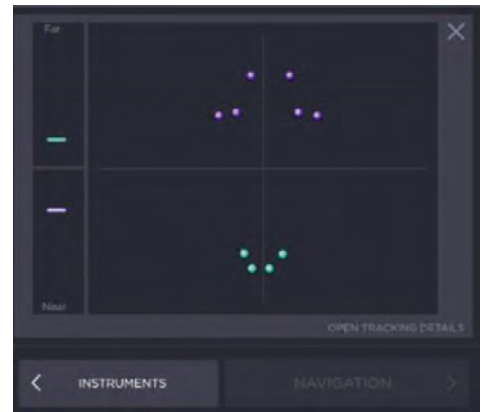 Far
Near
OPEN TRACKING DETAILS
INSTRUMENTS
NAVIGATION